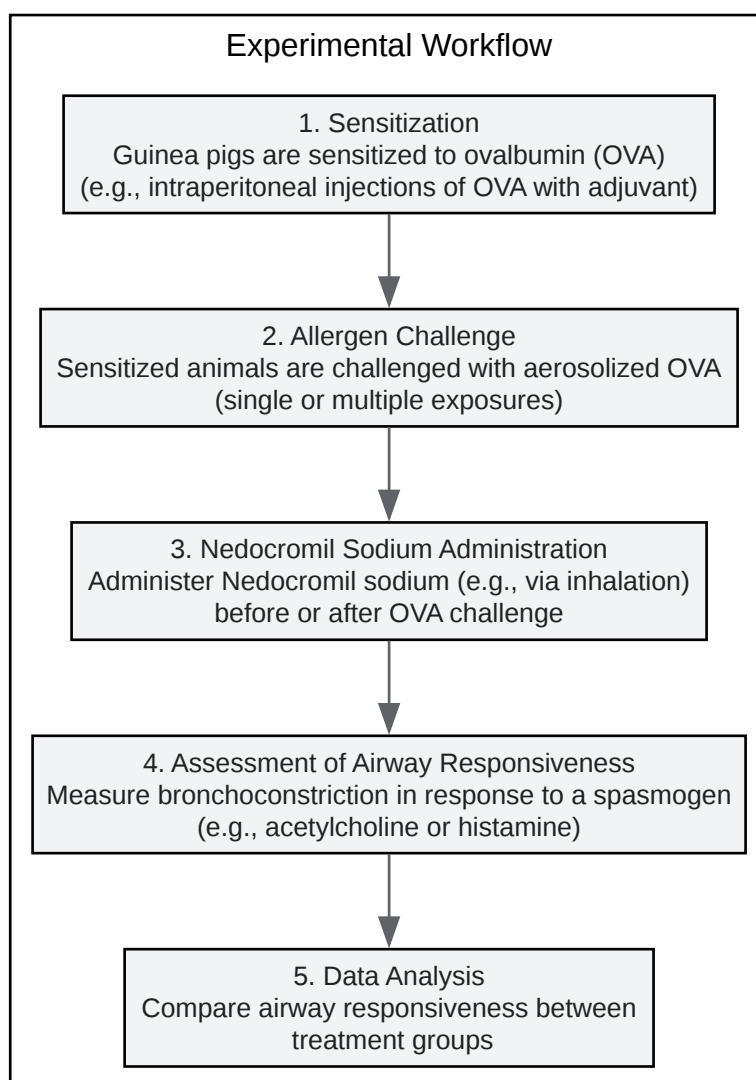 Experimental Workflow
1. Sensitization
Guinea pigs are sensitized to ovalbumin (OVA)
(e.g., intraperitoneal injections of OVA with adjuvant)
2. Allergen Challenge
Sensitized animals are challenged with aerosolized OVA
(single or multiple exposures)
3. Nedocromil Sodium Administration
Administer Nedocromil sodium (e.g., via inhalation)
before or after OVA challenge
4. Assessment of Airway Responsiveness
Measure bronchoconstriction in response to a spasmogen
(e.g., acetylcholine or histamine)
5. Data Analysis
Compare airway responsiveness between
treatment groups